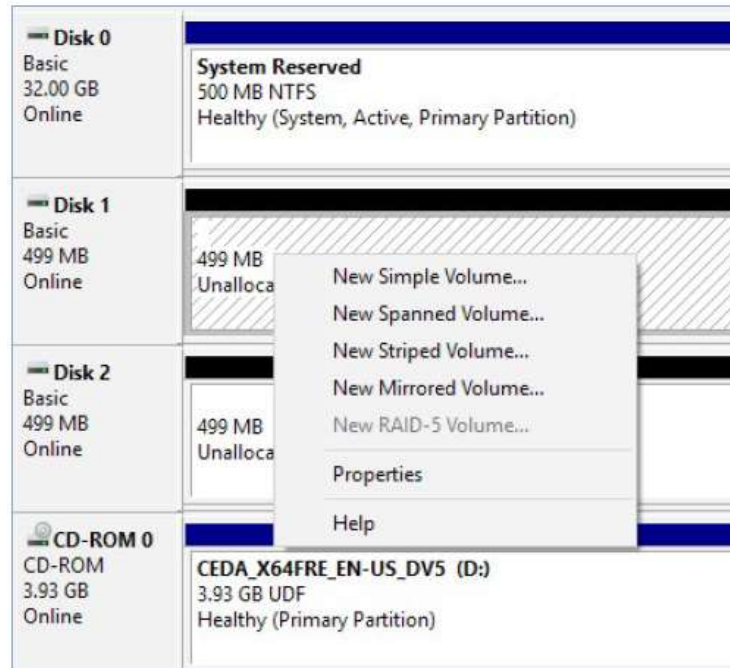 Disk 0
Basic
32.00 GB
Online
System Reserved
500 MB NTFS
Healthy (System, Active, Primary Partition)
Disk 1
Basic
499 MB
Online
499 MB
Unalloca
New Simple Volume...
New Spanned Volume...
New Striped Volume...
New Mirrored Volume...
New RAID-5 Volume...
Properties
Help
Disk 2
Basic
499 MB
Online
499 MB
Unalloca
CD-ROM 0
CD-ROM
3.93 GB
Online
CEDA_X64FRE_EN-US_DV5 (D:)
3.93 GB UDF
Healthy (Primary Partition)